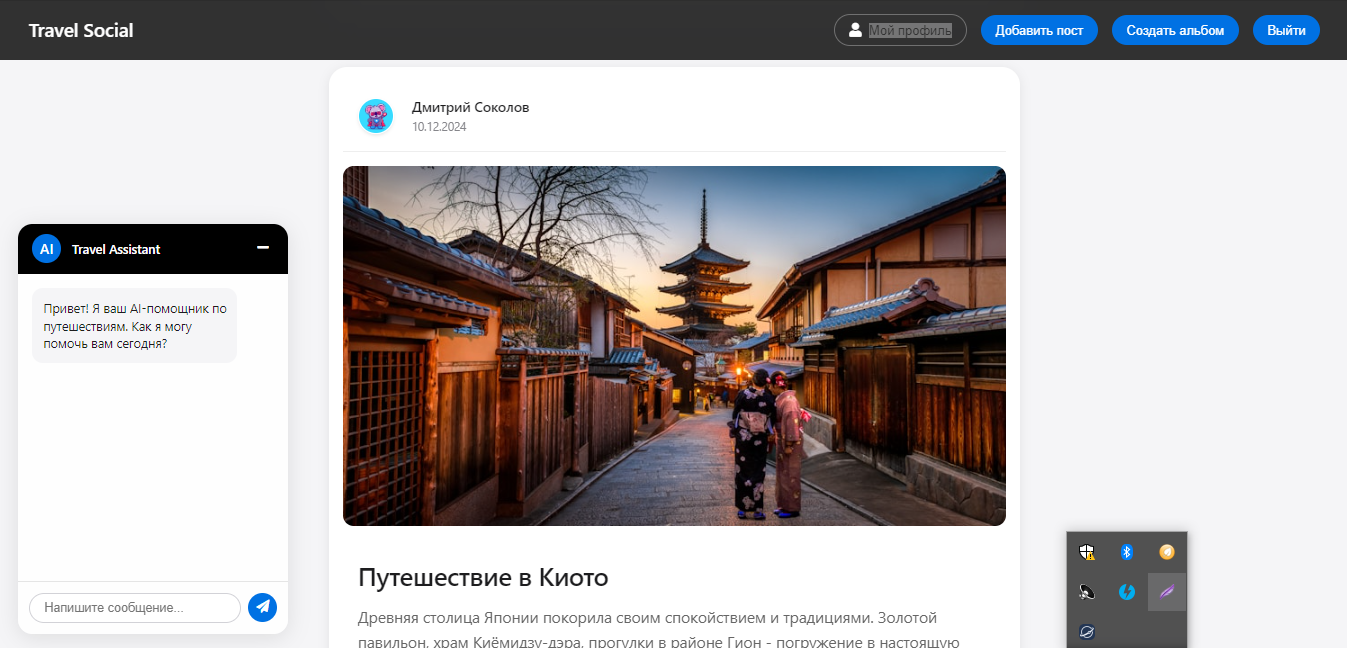 Travel Social
Мой профиль
Добавить пост
Создать альбом
Выйти
Дмитрий Соколов
10.12.2024
AI
Travel Assistant
Привет! Я ваш AI-помощник по
путешествиям. Как я могу
помочь вам сегодня?
Напишите сообщение...
Путешествие в Киото
Древняя столица Японии покорила своим спокойствием и традициями. Золотой
павильон, храм Киёмидзу-дэра, прогулки в районе Гион - погружение в настоящую